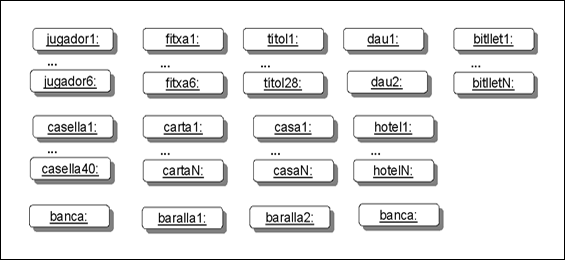 jugador1: fitxa1: titol1: dau1: bitllet1:
... ... ... ...
jugador6: fitxa6: titol28: dau2: bitlletN:
casella1: carta1: casa1: hotel1:
... ... ... ...
casella40: cartaN: casaN: hotelN:
banca: baralla1: baralla2: banca: